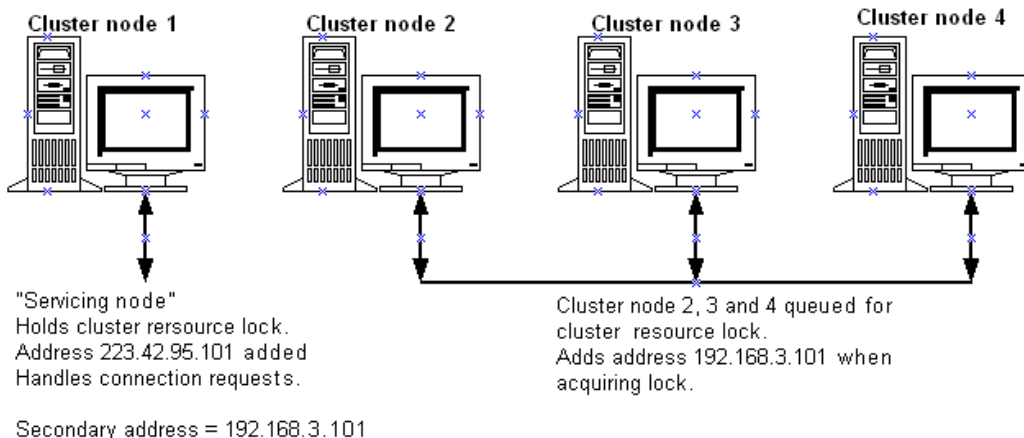 Cluster node 1
Cluster node 2
Cluster node 3
Cluster node 4
"Servicing node"
Holds cluster rersource lock.
Address 223.42.95.101 added
Handles connection requests.
Secondary address = 192.168.3.101
Cluster node 2, 3 and 4 queued for
cluster resource lock.
Adds address 192.168.3.101 when
acquiring lock.